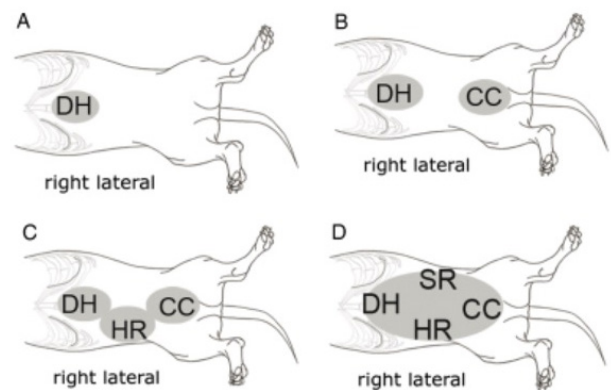 A
DH
right lateral
B
DH CC
right lateral
C
DH CC
HR
right lateral
D
SR
DH CC
HR
right lateral